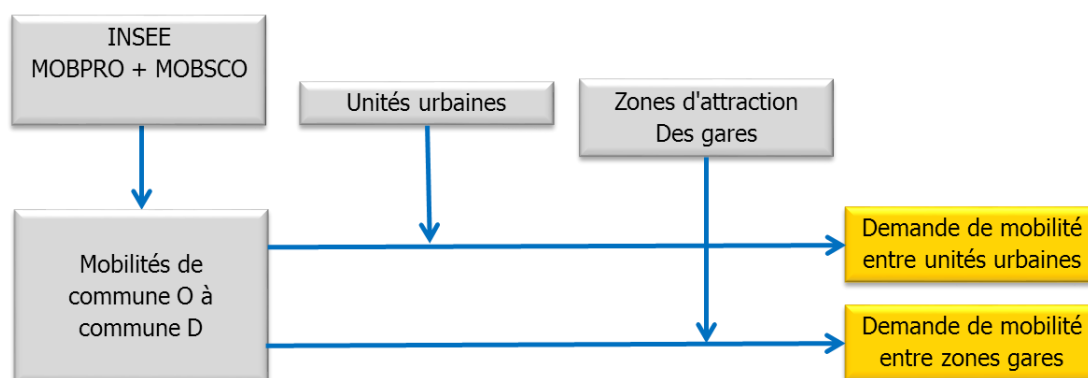 INSEE
MOBPRO + MOBSCO
Unités urbaines
Zones d'attraction
Des gares
Mobilités de
commune O à
commune D
Demande de mobilité
entre unités urbaines
Demande de mobilité
entre zones gares